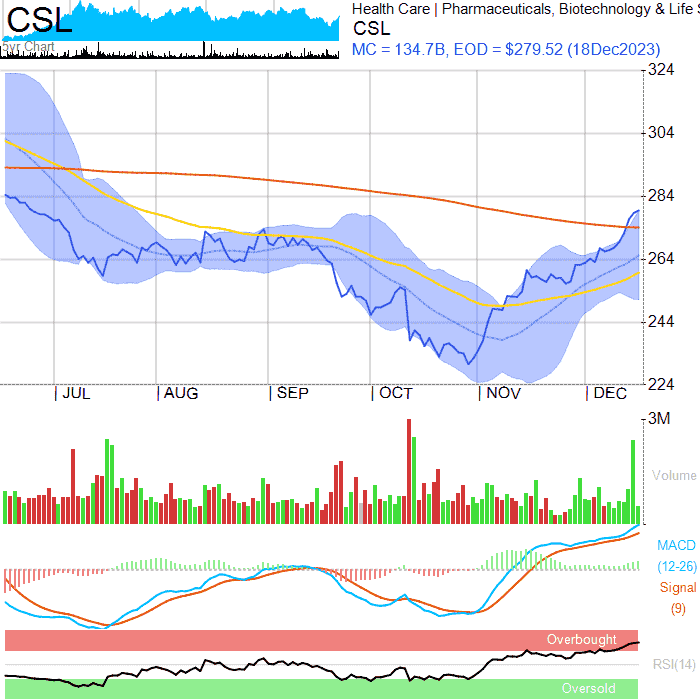 CSL
5yr Chart
Health Care | Pharmaceuticals, Biotechnology & Life S
CSL
MC = 134.7B, EOD = $279.52 (18Dec2023)
324
304
284
264
244
224
JUL
AUG
SEP
OCT
NOV
DEC
3M
Volume
MACD
(12-26)
Signal
(9)
Overbought
RSI(14)
Oversold